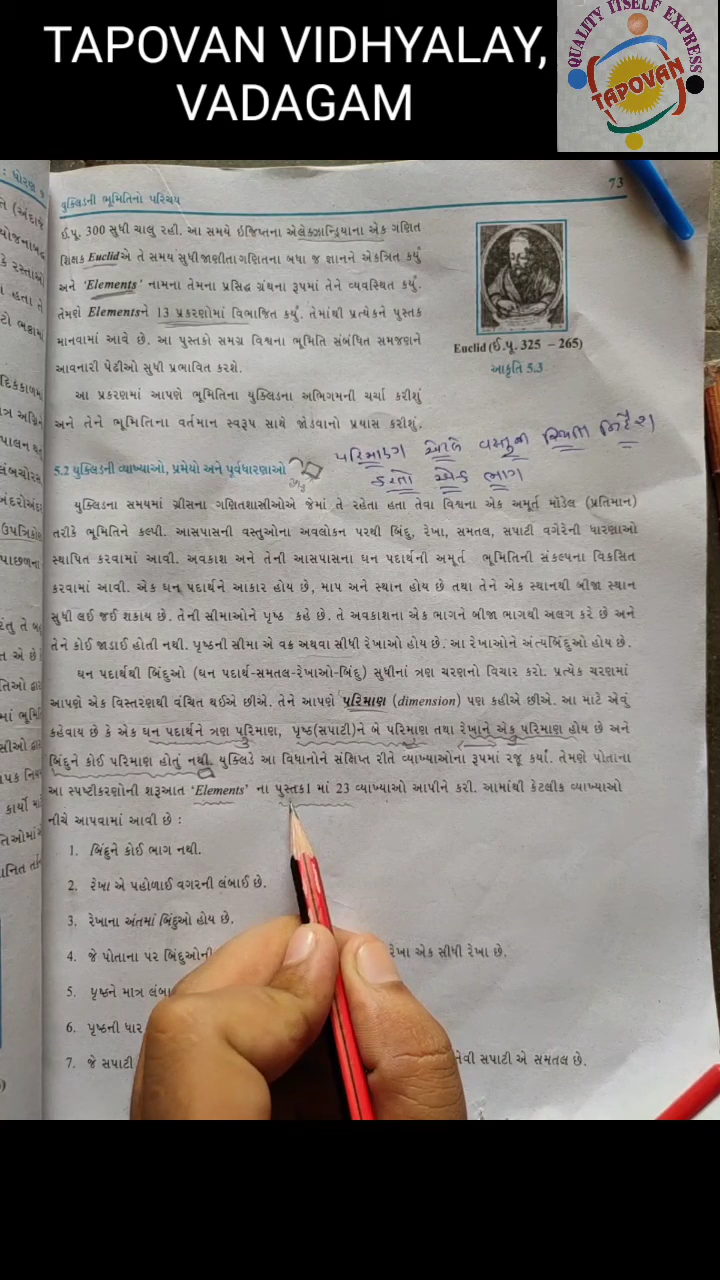 TAPOVAN VIDHYALAY,
VADAGAM
QUALITY ITSELF EXPRESS
TAPOVAN
યુક્લિડની ભૂમિતિનો પરિચય
73
ઈ.પૂ. 300 સુધી ચાલુ રહી. આ સમયે ઇજિપ્તના એલેક્ઝાન્ડ્રિયાના એક ગણિત
શિક્ષક Euclidએ તે સમય સુધી જાણીતા ગણિતના બધા જ જ્ઞાનને એકત્રિત કર્યું
અને ‘Elements’ નામના તેમના પ્રસિદ્ધ ગ્રંથના રૂપમાં તેને વ્યવસ્થિત કર્યું.
તેમણે Elementsને 13 પ્રકરણોમાં વિભાજિત કર્યું. તેમાંથી પ્રત્યેકને પુસ્તક
માનવામાં આવે છે. આ પુસ્તકો સમગ્ર વિશ્વના ભૂમિતિ સંબંધિત સમજણને
આવનારી પેઢીઓ સુધી પ્રભાવિત કરશે.
Euclid (ઈ.પૂ. 325 – 265)
આકૃતિ 5.3
આ પ્રકરણમાં આપણે ભૂમિતિના યુક્લિડના અભિગમની ચર્ચા કરીશું
અને તેને ભૂમિતિના વર્તમાન સ્વરૂપ સાથે જોડવાનો પ્રયાસ કરીશું.
પરિમાણ એટલે વસ્તુની સ્થિતિ નિર્દેશ
કરતો એક ભાગ
5.2 યુક્લિડની વ્યાખ્યાઓ, પ્રમેયો અને પૂર્વધારણાઓ
યુક્લિડના સમયમાં ગ્રીસના ગણિતશાસ્ત્રીઓએ જેમાં તે રહેતા હતા તેવા વિશ્વના એક અમૂર્ત મૉડેલ (પ્રતિમાન)
તરીકે ભૂમિતિને કલ્પી. આસપાસની વસ્તુઓના અવલોકન પરથી બિંદુ, રેખા, સમતલ, સપાટી વગેરેની ધારણાઓ
સ્થાપિત કરવામાં આવી. અવકાશ અને તેની આસપાસના ઘન પદાર્થની અમૂર્ત ભૂમિતિની સંકલ્પના વિકસિત
કરવામાં આવી. એક ઘન પદાર્થને આકાર હોય છે, માપ અને સ્થાન હોય છે તથા તેને એક સ્થાનથી બીજા સ્થાન
સુધી લઈ જઈ શકાય છે. તેની સીમાઓને પૃષ્ઠ કહે છે. તે અવકાશના એક ભાગને બીજા ભાગથી અલગ કરે છે અને
તેને કોઈ જાડાઈ હોતી નથી. પૃષ્ઠની સીમા એ વક્ર અથવા સીધી રેખાઓ હોય છે. આ રેખાઓને અંત્યબિંદુઓ હોય છે.
ઘન પદાર્થથી બિંદુઓ (ઘન પદાર્થ-સમતલ-રેખાઓ-બિંદુ) સુધીનાં ત્રણ ચરણનો વિચાર કરો. પ્રત્યેક ચરણમાં
આપણે એક વિસ્તરણથી વંચિત થઈએ છીએ. તેને આપણે પરિમાણ (dimension) પણ કહીએ છીએ. આ માટે એવું
કહેવાય છે કે એક ઘન પદાર્થને ત્રણ પરિમાણ, પૃષ્ઠ(સપાટી)ને બે પરિમાણ તથા રેખાને એક પરિમાણ હોય છે અને
બિંદુને કોઈ પરિમાણ હોતું નથી. યુક્લિડે આ વિધાનોને સંક્ષિપ્ત રીતે વ્યાખ્યાઓના રૂપમાં રજૂ કર્યાં. તેમણે પોતાના
આ સ્પષ્ટીકરણોની શરૂઆત ‘Elements’ ના પુસ્તક1 માં 23 વ્યાખ્યાઓ આપીને કરી. આમાંથી કેટલીક વ્યાખ્યાઓ
નીચે આપવામાં આવી છે :
1. બિંદુને કોઈ ભાગ નથી.
2. રેખા એ પહોળાઈ વગરની લંબાઈ છે.
3. રેખાના અંતમાં બિંદુઓ હોય છે.
4. જે પોતાના પર બિંદુઓની રેખા એક સીધી રેખા છે.
5. પૃષ્ઠને માત્ર લંબા
6. પૃષ્ઠની ધાર
7. જે સપાટી તેવી સપાટી એ સમતલ છે.